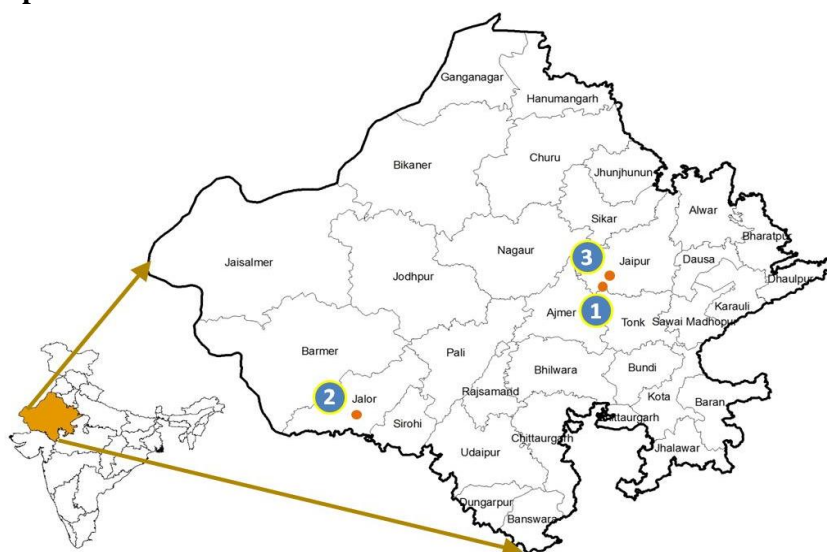 Ganganagar
Hanumangarh
Churu
Bikaner
Jhunjhunun
Sikar
Alwar
Bharatpur
Nagaur
3
Jaipur
Dausa
Jaisalmer
Jodhpur
Dhaulpur
Karauli
Ajmer
1
Tonk
Sawai Madhopur
Barmer
Pali
Bhilwara
Bundi
Rajsamand
Kota
2
Jalor
Baran
Sirohi
Chittaurgarh
Chittaurgarh
Udaipur
Jhalawar
Dungarpur
Banswara